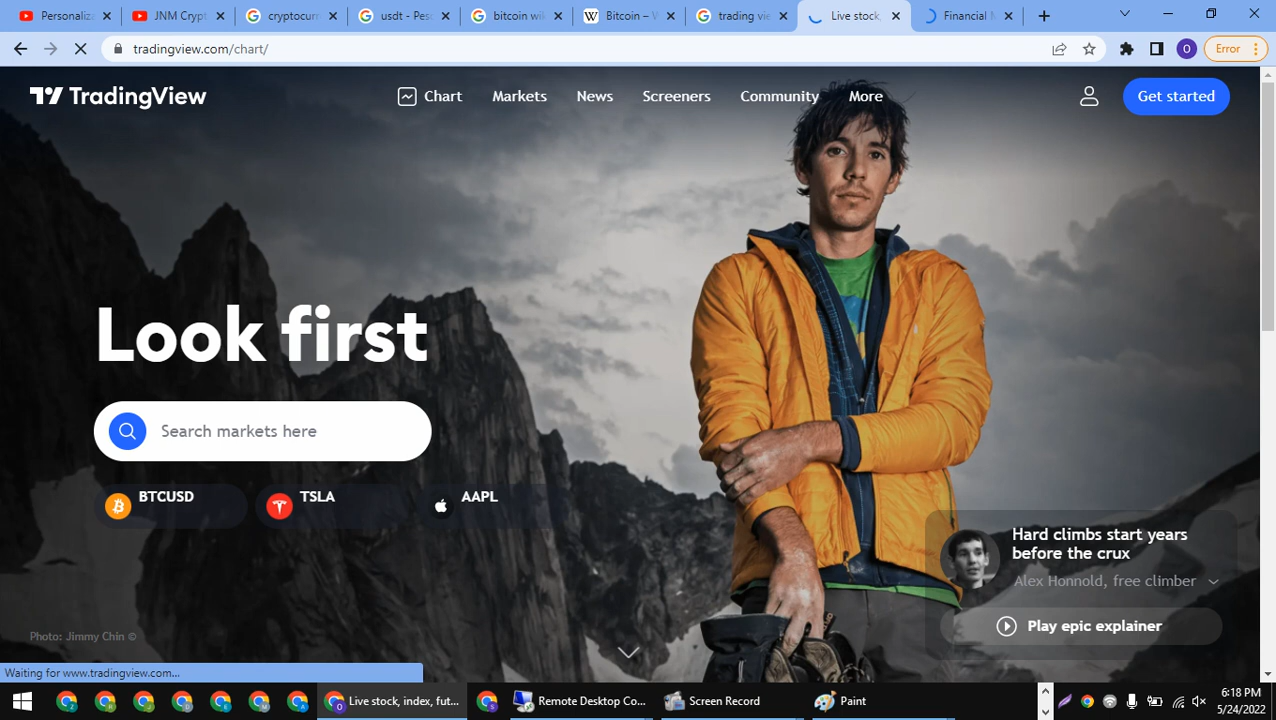 Personaliza
JNM Crypt
cryptocurr
usdt - Peso
bitcoin wik
Bitcoin – W
trading vie
Live stock,
Financial M
tradingview.com/chart/
O
Error
TradingView
Chart
Markets
News
Screeners
Community
More
Get started
Look first
Search markets here
BTCUSD
TSLA
AAPL
Hard climbs start years
before the crux
Alex Honnold, free climber
Play epic explainer
Photo: Jimmy Chin ©
Waiting for www.tradingview.com...
Live stock, index, fut...
Remote Desktop Co...
Screen Record
Paint
6:18 PM
5/24/2022